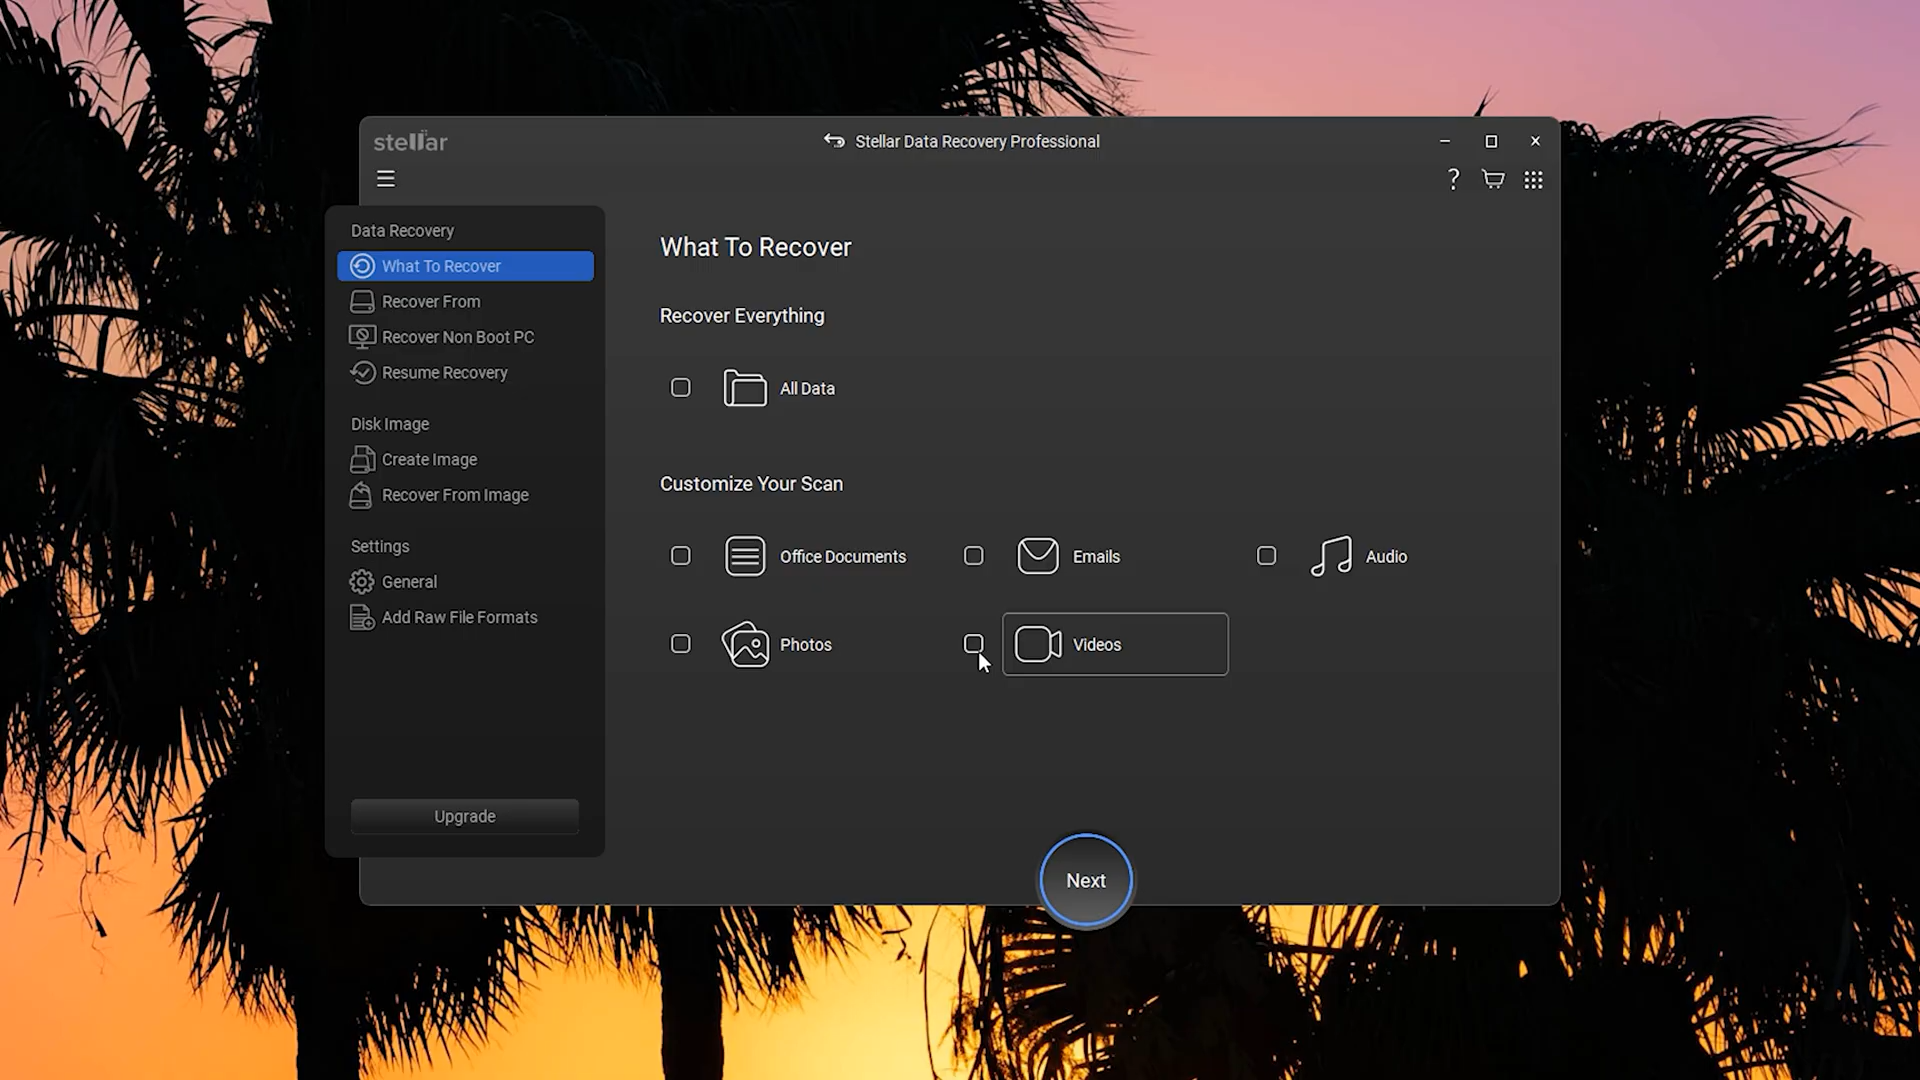 stellar
Stellar Data Recovery Professional
?
Data Recovery
What To Recover
Recover From
Recover Non Boot PC
Resume Recovery
Disk Image
Create Image
Recover From Image
Settings
General
Add Raw File Formats
Upgrade
What To Recover
Recover Everything
All Data
Customize Your Scan
Office Documents
Emails
Audio
Photos
Videos
Next